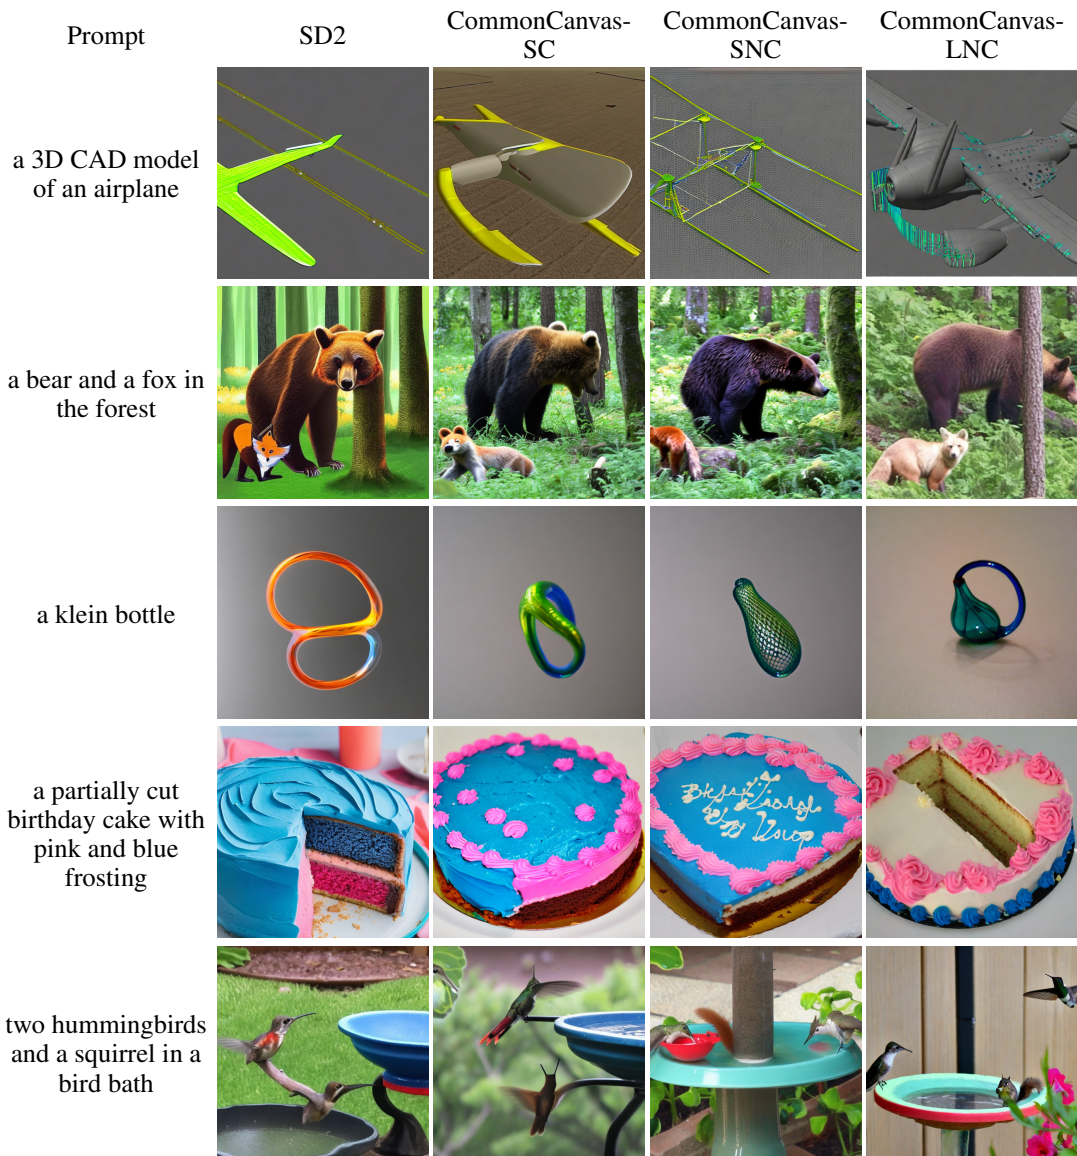 Prompt
SD2
CommonCanvas-
SC
CommonCanvas-
SNC
CommonCanvas-
LNC
a 3D CAD model
of an airplane
a bear and a fox in
the forest
a klein bottle
a partially cut
birthday cake with
pink and blue
frosting
two hummingbirds
and a squirrel in a
bird bath